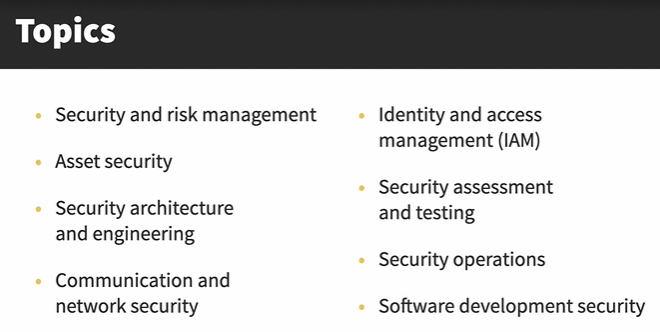 Topics
Security and risk management
Asset security
Security architecture
and engineering
Communication and
network security
Identity and access
management (IAM)
Security assessment
and testing
Security operations
Software development security